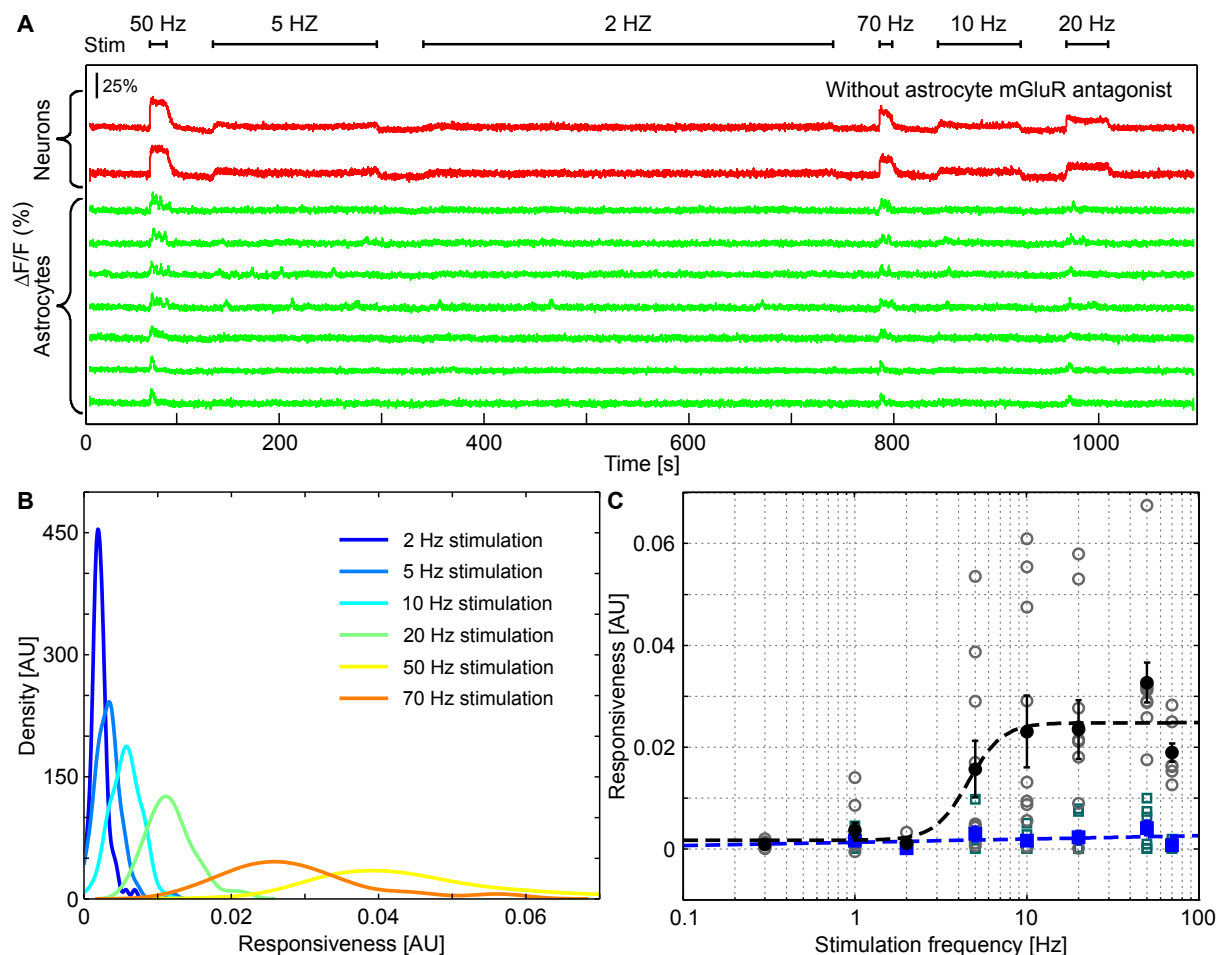 A
50 Hz 5 HZ 2 HZ 70 Hz 10 HZ 20 HZ
Stim
25%
Without astrocyte mGluR antagonist
Neurons
Astrocytes
ΔF/F (%)
0 200 400 600 800 1000
Time [s]
B
450
300
150
0
Density [AU]
2 Hz stimulation
5 Hz stimulation
10 Hz stimulation
20 Hz stimulation
50 Hz stimulation
70 Hz stimulation
0 0.02 0.04 0.06
Responsiveness [AU]
C
0.06
0.04
0.02
0
Responsiveness [AU]
0.1 1 10 100
Stimulation frequency [Hz]